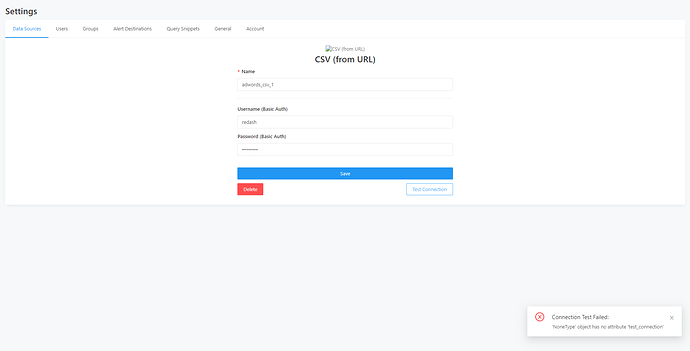 Settings
Data Sources Users Groups Alert Destinations Query Snippets General Account
CSV (from URL)
CSV (from URL)
* Name
adwords_csv_1
Username (Basic Auth)
redash
Password (Basic Auth)
Save
Delete Test Connection
Connection Test Failed:
'NoneType' object has no attribute 'test_connection'